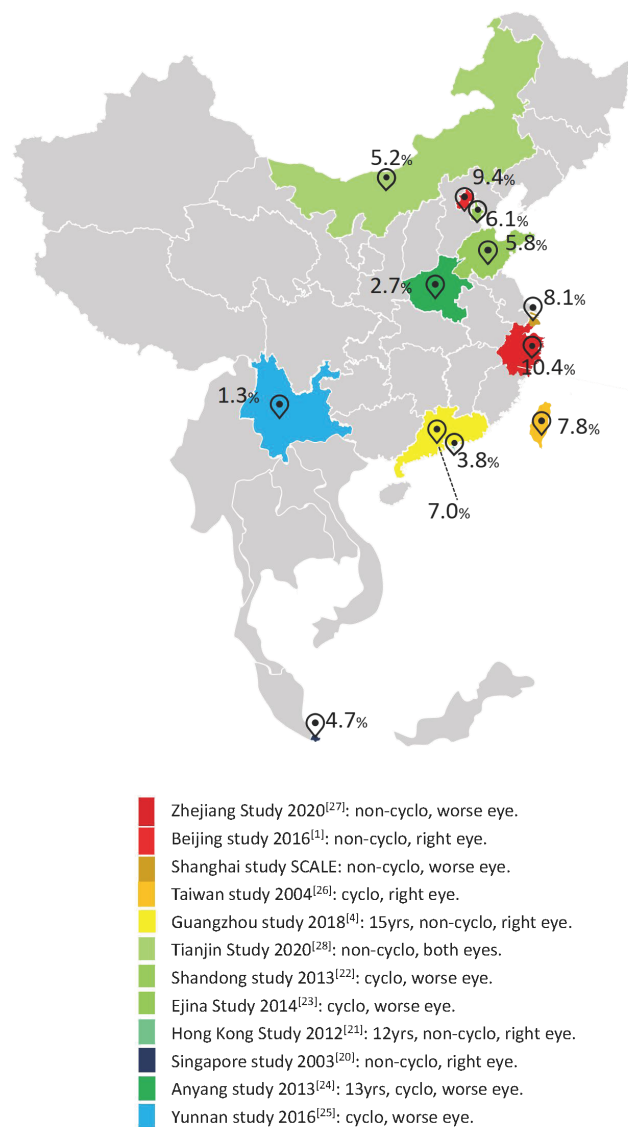 5.2%
9.4%
6.1%
5.8%
2.7%
8.1%
10.4%
1.3%
7.8%
3.8%
7.0%
4.7%
Zhejiang Study 2020[27]: non-cyclo, worse eye.
Beijing study 2016[1]: non-cyclo, right eye.
Shanghai study SCALE: non-cyclo, worse eye.
Taiwan study 2004[26]: cyclo, right eye.
Guangzhou study 2018[4]: 15yrs, non-cyclo, right eye.
Tianjin Study 2020[28]: non-cyclo, both eyes.
Shandong study 2013[22]: cyclo, worse eye.
Ejina Study 2014[23]: cyclo, worse eye.
Hong Kong Study 2012[21]: 12yrs, non-cyclo, right eye.
Singapore study 2003[20]: non-cyclo, right eye.
Anyang study 2013[24]: 13yrs, cyclo, worse eye.
Yunnan study 2016[25]: cyclo, worse eye.